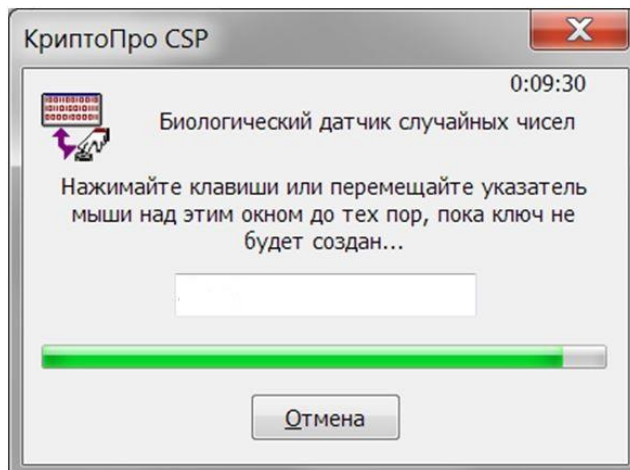 КриптоПро CSP
0:09:30
Биологический датчик случайных чисел
Нажимайте клавиши или перемещайте указатель
мыши над этим окном до тех пор, пока ключ не
будет создан...
Отмена